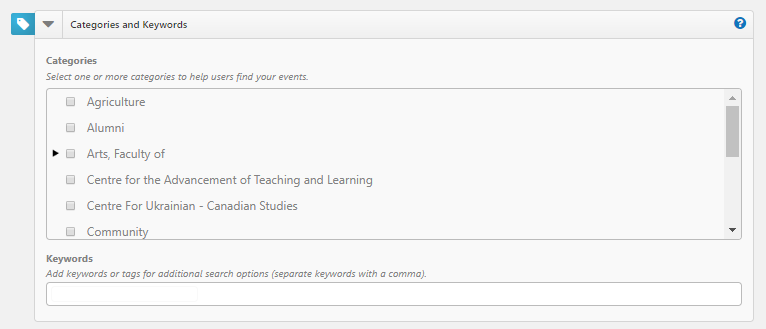 Categories and Keywords
?
Categories
Select one or more categories to help users find your events.
Agriculture
Alumni
Arts, Faculty of
Centre for the Advancement of Teaching and Learning
Centre For Ukrainian - Canadian Studies
Community
Keywords
Add keywords or tags for additional search options (separate keywords with a comma).